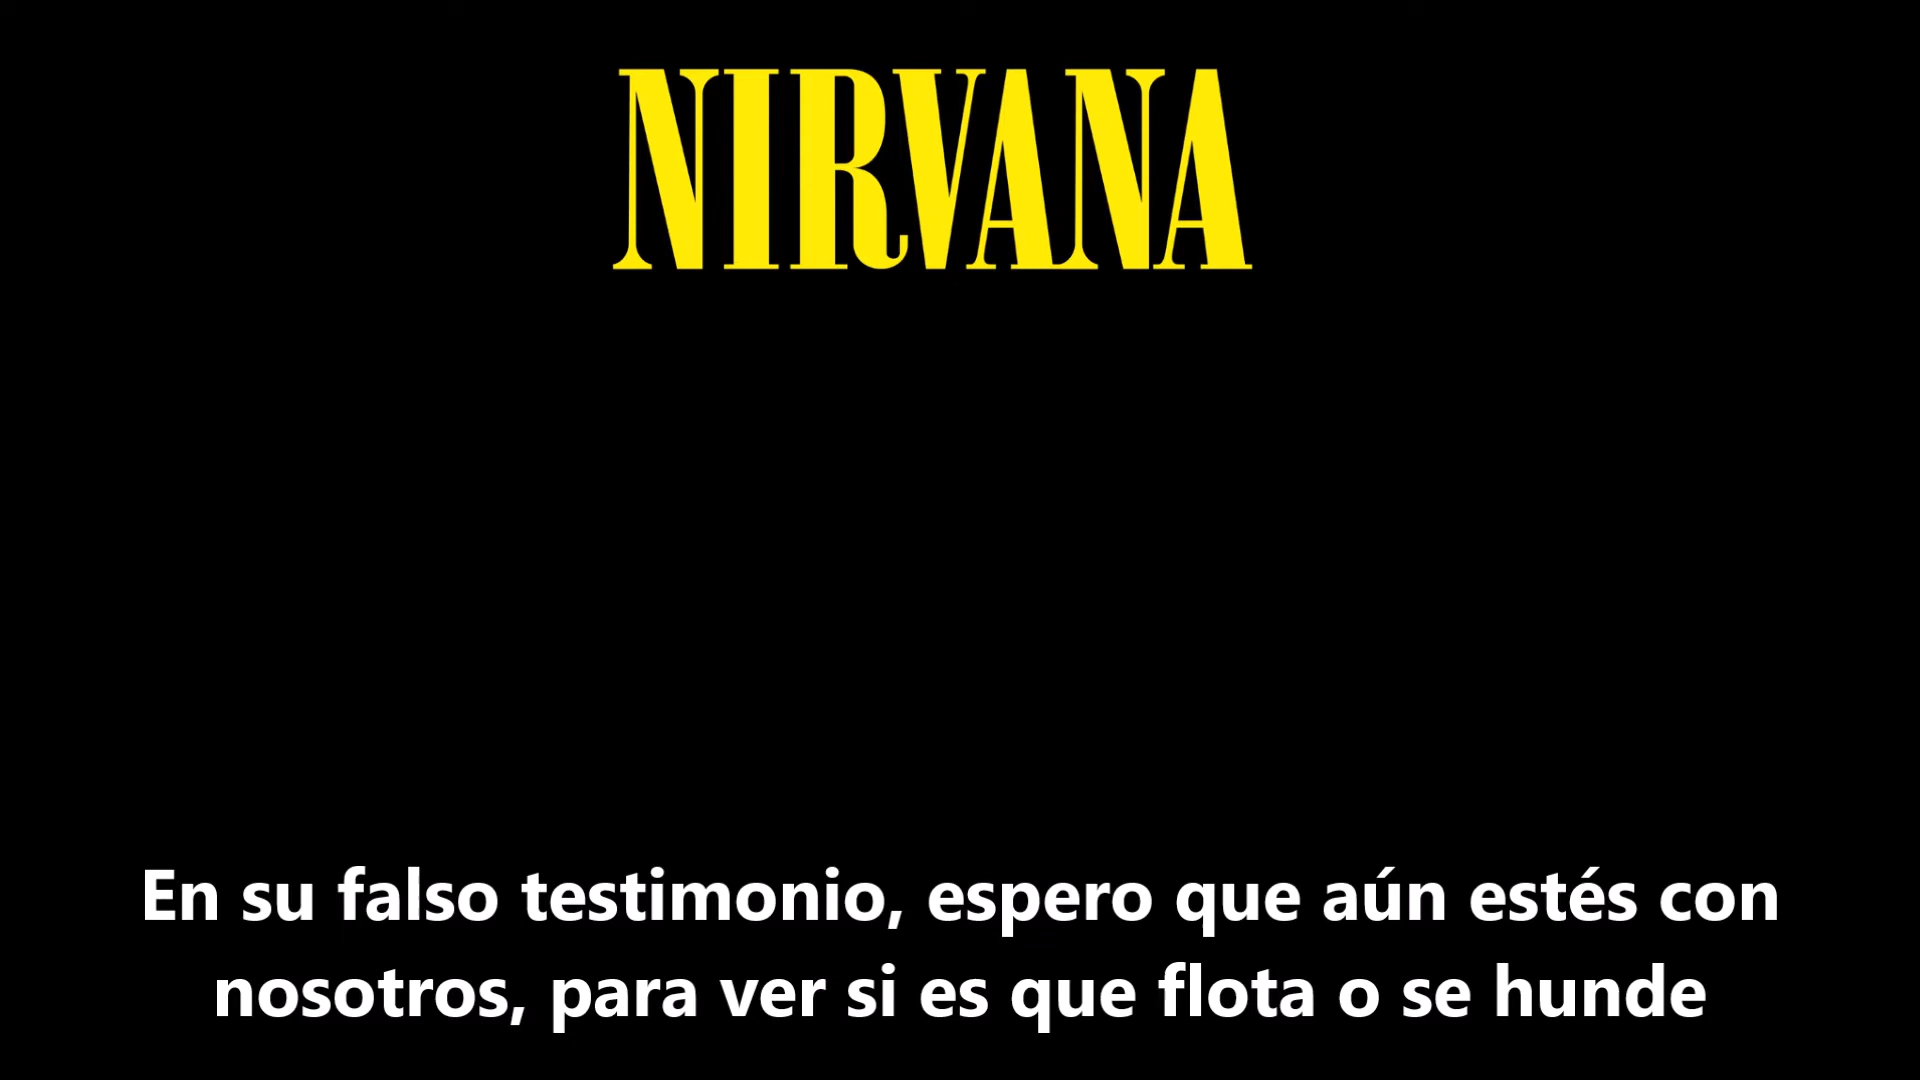 NIRVANA
En su falso testimonio, espero que aún estés con
nosotros, para ver si es que flota o se hunde